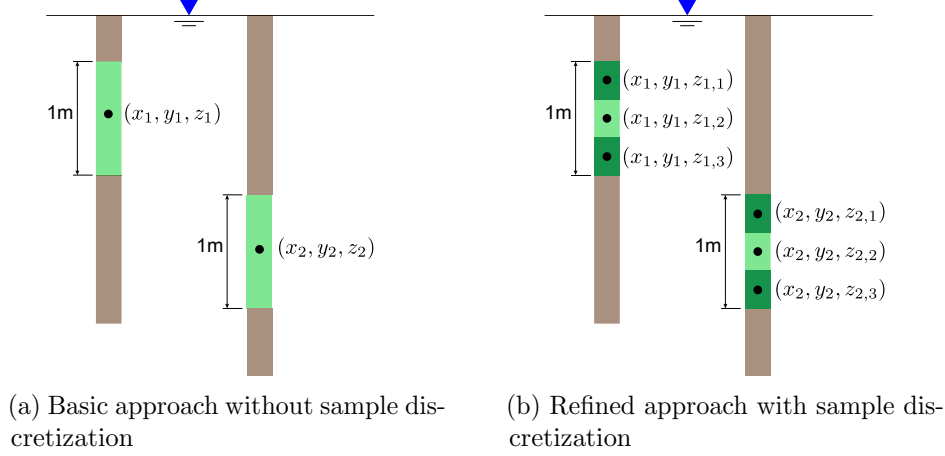 1m
(x₁, y₁, z₁)
1m
(x₂, y₂, z₂)
(a) Basic approach without sample dis-
cretization
1m
(x₁, y₁, z₁,₁)
(x₁, y₁, z₁,₂)
(x₁, y₁, z₁,₃)
1m
(x₂, y₂, z₂,₁)
(x₂, y₂, z₂,₂)
(x₂, y₂, z₂,₃)
(b) Refined approach with sample dis-
cretization